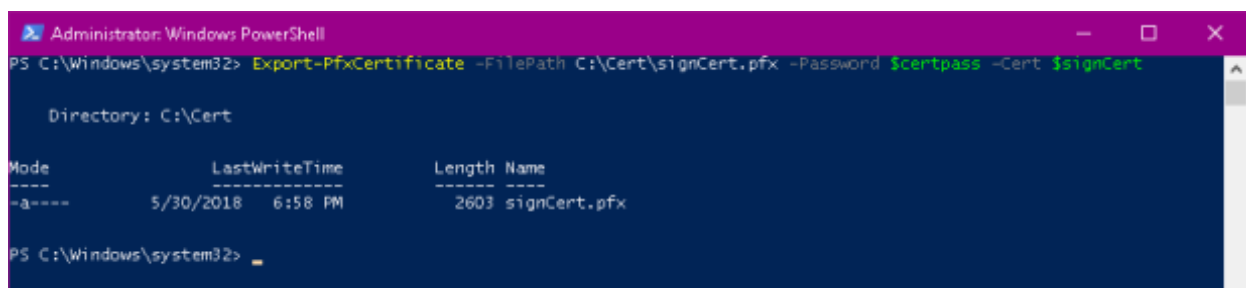 Administrator: Windows PowerShell
PS C:\Windows\system32> Export-PfxCertificate -FilePath C:\Cert\signCert.pfx -Password $certpass -Cert $signCert
Directory: C:\Cert
Mode                LastWriteTime         Length Name
----                -------------         ------ ----
-a----        5/30/2018   6:58 PM           2603 signCert.pfx
PS C:\Windows\system32> _